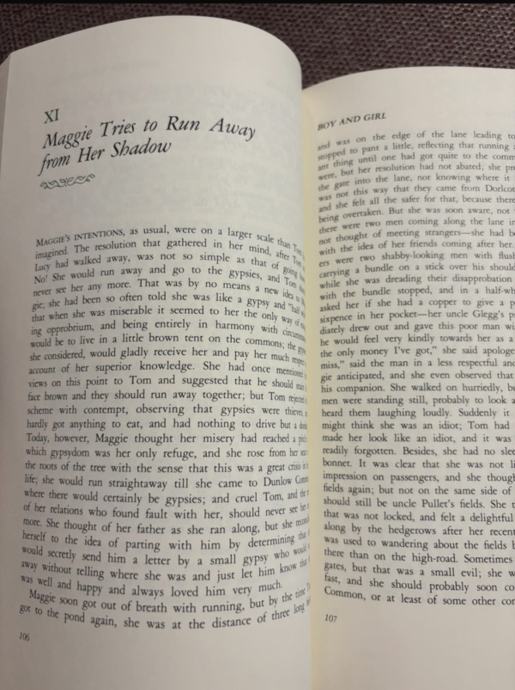 XI
Maggie Tries to Run Away
from Her Shadow
MAGGIE'S INTENTIONS, as usual, were on a larger scale than Tom
imagined. The resolution that gathered in her mind, after Tom and
Lucy had walked away, was not so simple as that of going
No! She would run away and go to the gypsies, and Tom should
never see her any more. That was by no means a new idea to
gie; she had been often told she was like a gypsy and "half
that when she was miserable it seemed to her the only way of
ing opprobrium, and being entirely in harmony with
would be to live in a little brown tent on the commons; the
she considered, would gladly receive her and pay her much respect
account of her superior knowledge. She had once mentioned
views on this point to Tom and suggested that he should
face brown and they should run away together; but Tom rejected
scheme with contempt, observing that gypsies were thieves,
hardly got anything to eat, and had nothing to drive but a
Today, however, Maggie thought her misery had reached a
which gypsydom was her only refuge, and she rose from her
the roots of the tree with the sense that this was a great crisis in
life; she would run straightaway till she came to Dunlow
where there would certainly be gypsies; and cruel Tom, and the
of her relations who found fault with her, should never see
more. She thought of her father as she ran along, but she
herself to the idea of parting with him by determining
would secretly send him a letter by a small gypsy who would
away without telling where she was and just let him know
was well and happy and always loved him very much.
Maggie soon got out of breath with running, but by the time
got to the pond again, she was at the distance of three long
106
BOY AND GIRL
and was on the edge of the lane leading to
stopped to pant a little, reflecting that running
ant thing until one had got quite to the
were, but her resolution had not abated; she
the gate into the lane, not knowing where it
was not this way that they came from
and she felt all the safer for that, because there
being overtaken. But she was soon aware, not
there were two men coming along the lane in
not thought of meeting strangers—she had
with the idea of her friends coming after her.
ers were two shabby-looking men with
carrying a bundle on a stick over his
while she was dreading their disapprobation
with the bundle stopped, and in a
asked her if she had a copper to give a
sixpence in her pocket—her uncle Glegg's
diately drew out and gave this poor man
he would feel very kindly towards her as a
the only money I've got," she said
miss," said the man in a less respectful and
gie anticipated, and she even observed that
his companion. She walked on hurriedly,
men were standing still, probably to look
heard them laughing loudly. Suddenly it
might think she was an idiot; Tom had
made her look like an idiot, and it was
readily forgotten. Besides, she had no
bonnet. It was clear that she was not
impression on passengers, and she
fields again; but not on the same side of
should still be uncle Pullet's fields. She
that was not locked, and felt a delightful
along by the hedgerows after her recent
was used to wandering about the fields
there than on the high-road. Sometimes
gates, but that was a small evil; she
fast, and she should probably soon
Common, or at least of some other
107